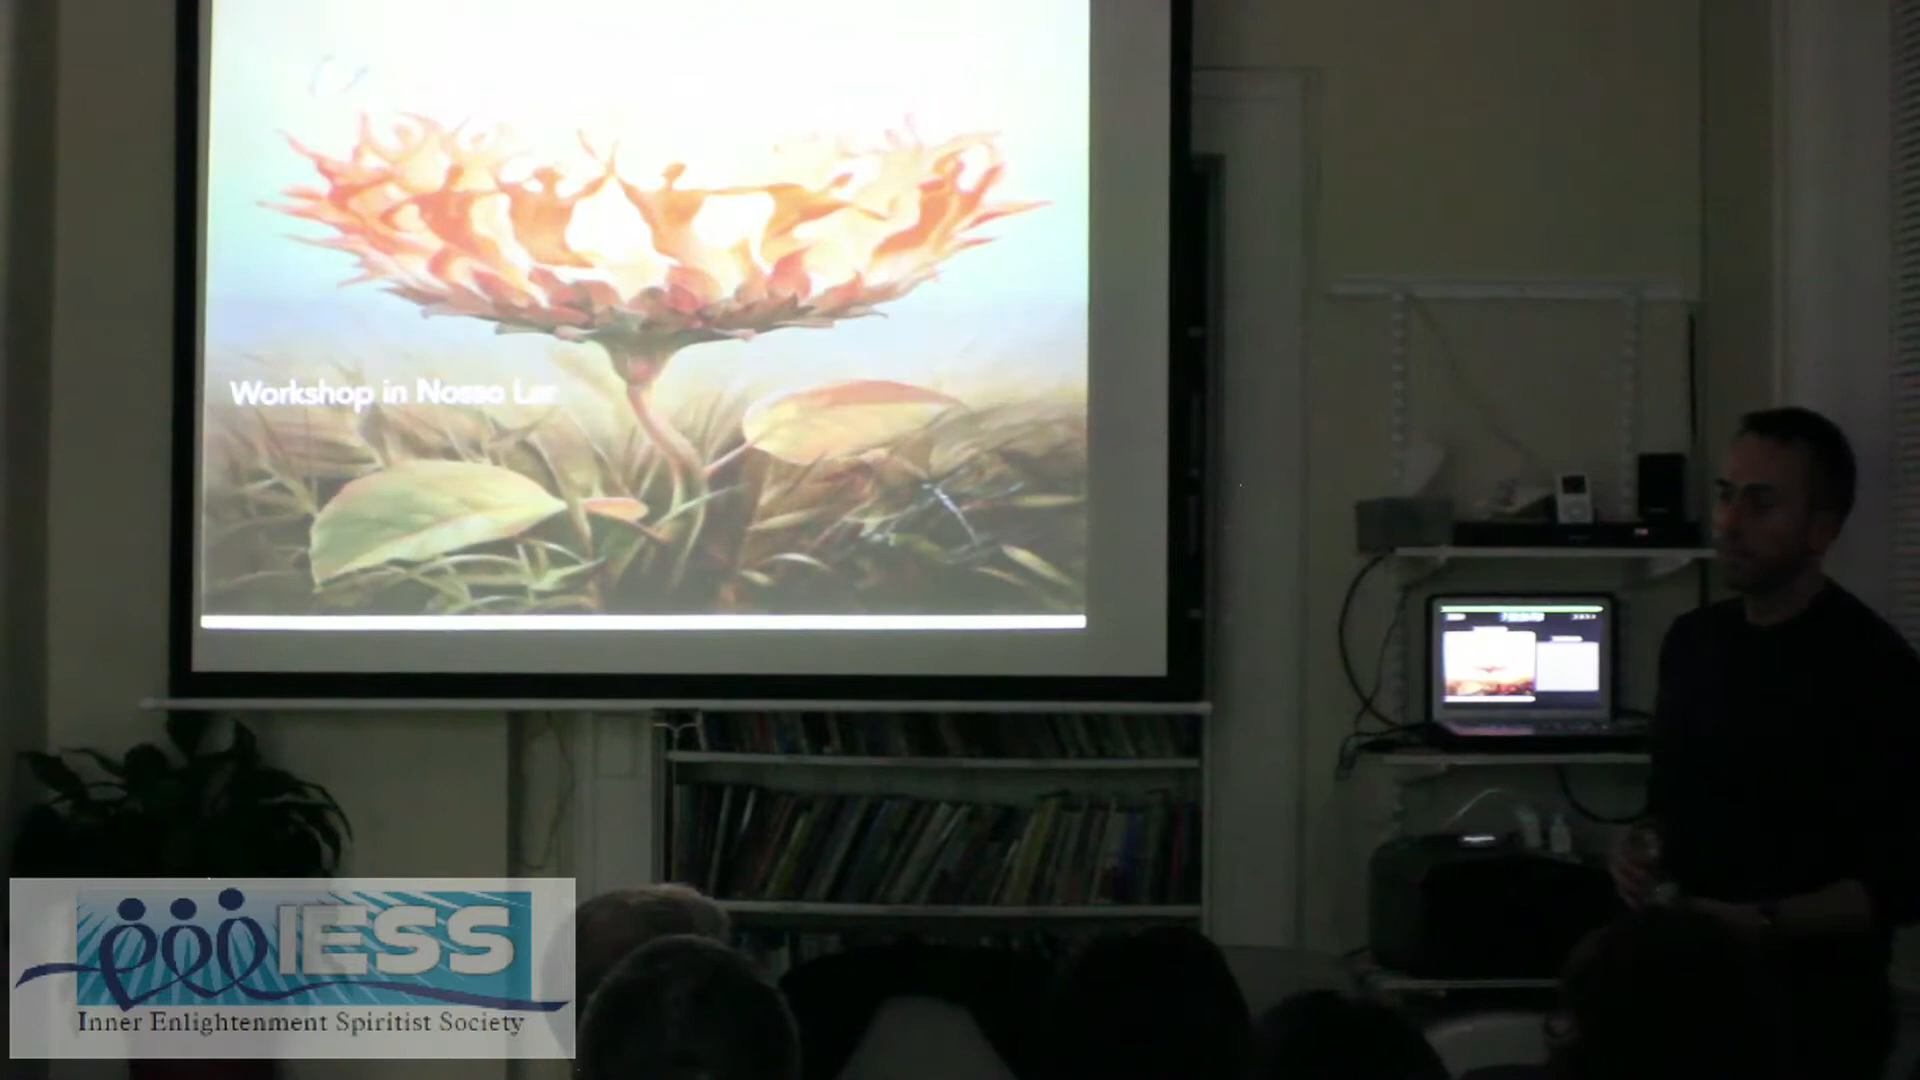 Workshop in Nosso Lar
IESS
Inner Enlightenment Spiritist Society